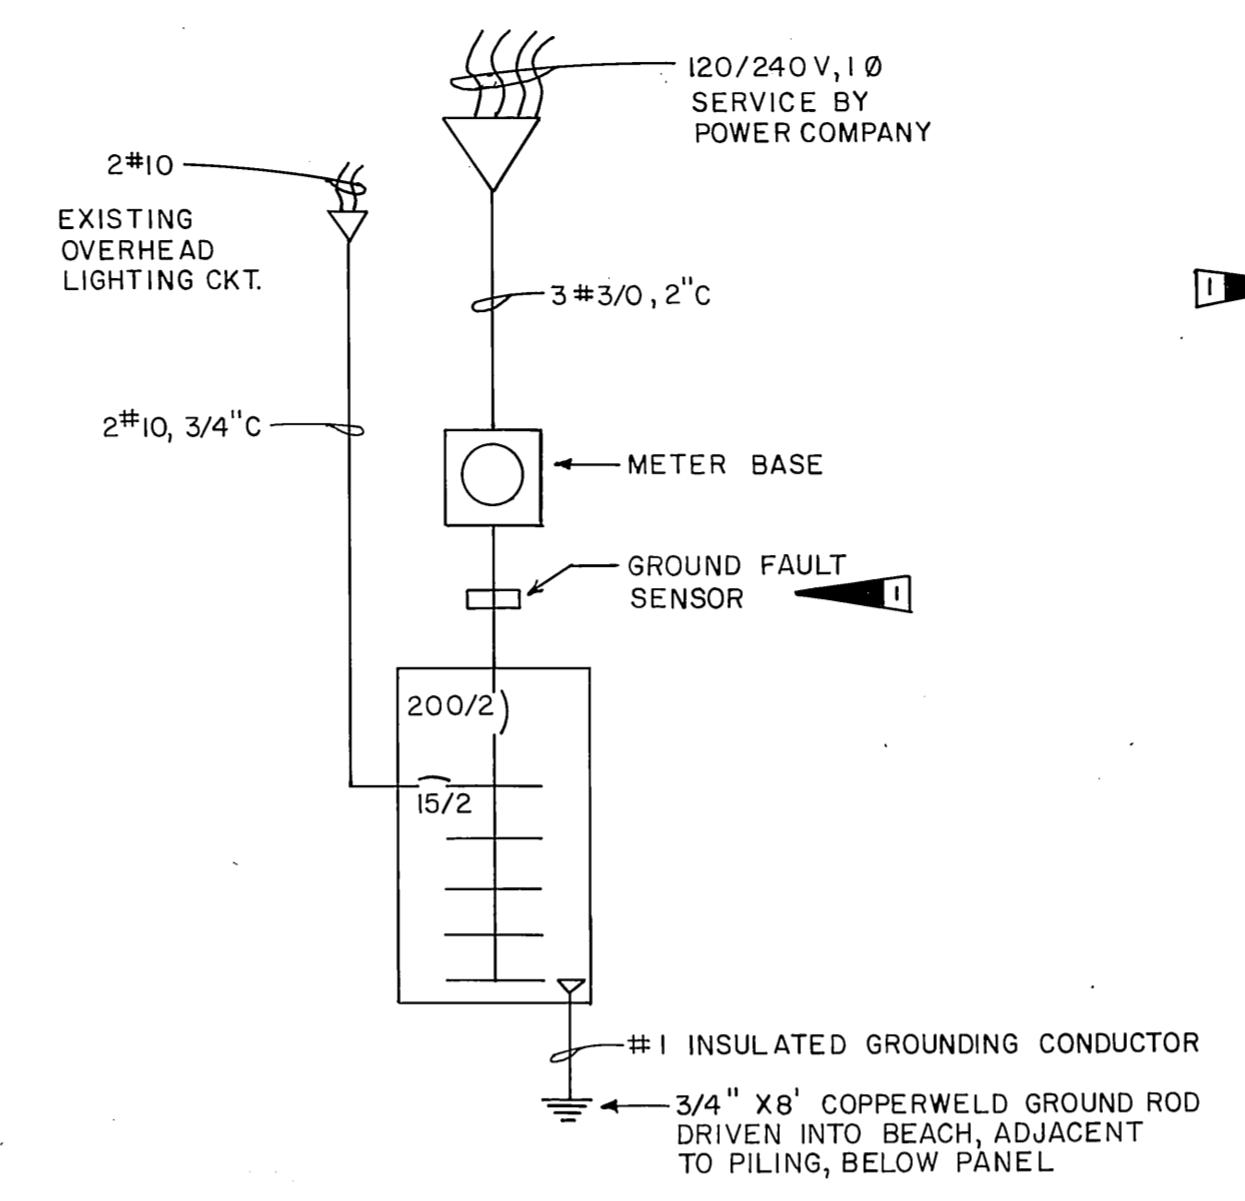 120/240V, 1Ø
SERVICE BY
POWER COMPANY
2#10
EXISTING
OVERHEAD
LIGHTING CKT.
3#3/0, 2"C
1
2#10, 3/4"C
METER BASE
GROUND FAULT
SENSOR
1
200/2
15/2
#1 INSULATED GROUNDING CONDUCTOR
3/4" X8' COPPERWELD GROUND ROD
DRIVEN INTO BEACH, ADJACENT
TO PILING, BELOW PANEL